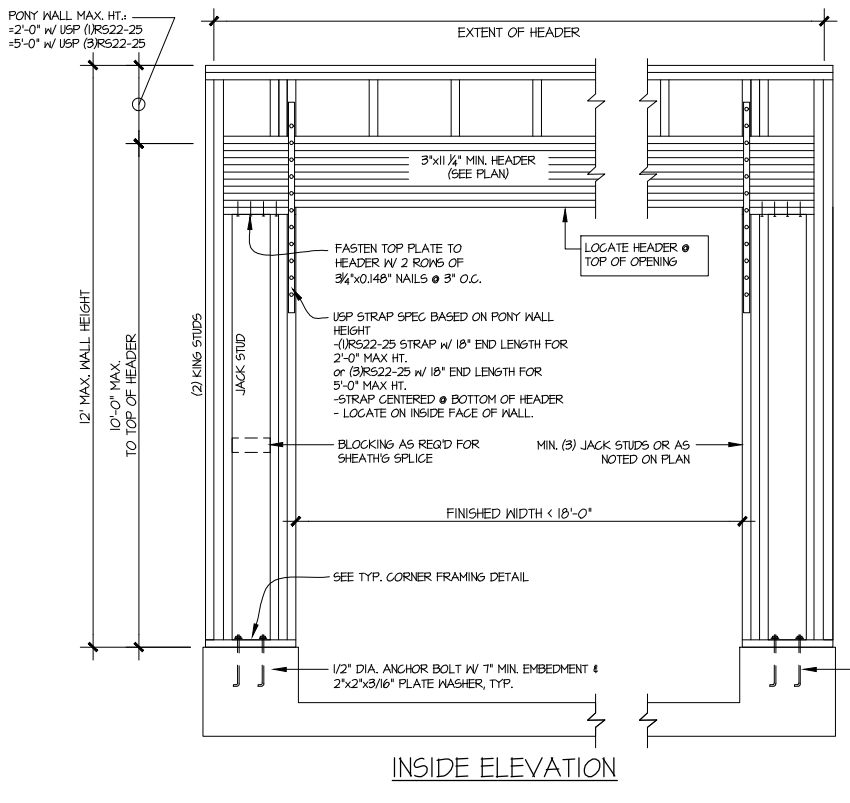 PONY WALL MAX. HT.:
=2'-0" W/ USP (1)RS22-25
=5'-0" W/ USP (3)RS22-25
EXTENT OF HEADER
3"x11 1/4" MIN. HEADER
(SEE PLAN)
FASTEN TOP PLATE TO
HEADER W/ 2 ROWS OF
3 1/4"x0.148" NAILS @ 3" O.C.
LOCATE HEADER @
TOP OF OPENING
USP STRAP SPEC BASED ON PONY WALL
HEIGHT
-(1)RS22-25 STRAP w/ 18" END LENGTH FOR
2'-0" MAX HT.
or (3)RS22-25 w/ 18" END LENGTH FOR
5'-0" MAX HT.
-STRAP CENTERED @ BOTTOM OF HEADER
- LOCATE ON INSIDE FACE OF WALL.
12' MAX. WALL HEIGHT
10'-0" MAX.
TO TOP OF HEADER
(2) KING STUDS
JACK STUD
BLOCKING AS REQ'D FOR
SHEATH'G SPLICE
MIN. (3) JACK STUDS OR AS
NOTED ON PLAN
FINISHED WIDTH < 18'-0"
SEE TYP. CORNER FRAMING DETAIL
1/2" DIA. ANCHOR BOLT W/ 7" MIN. EMBEDMENT &
2"x2"x3/16" PLATE WASHER, TYP.
INSIDE ELEVATION